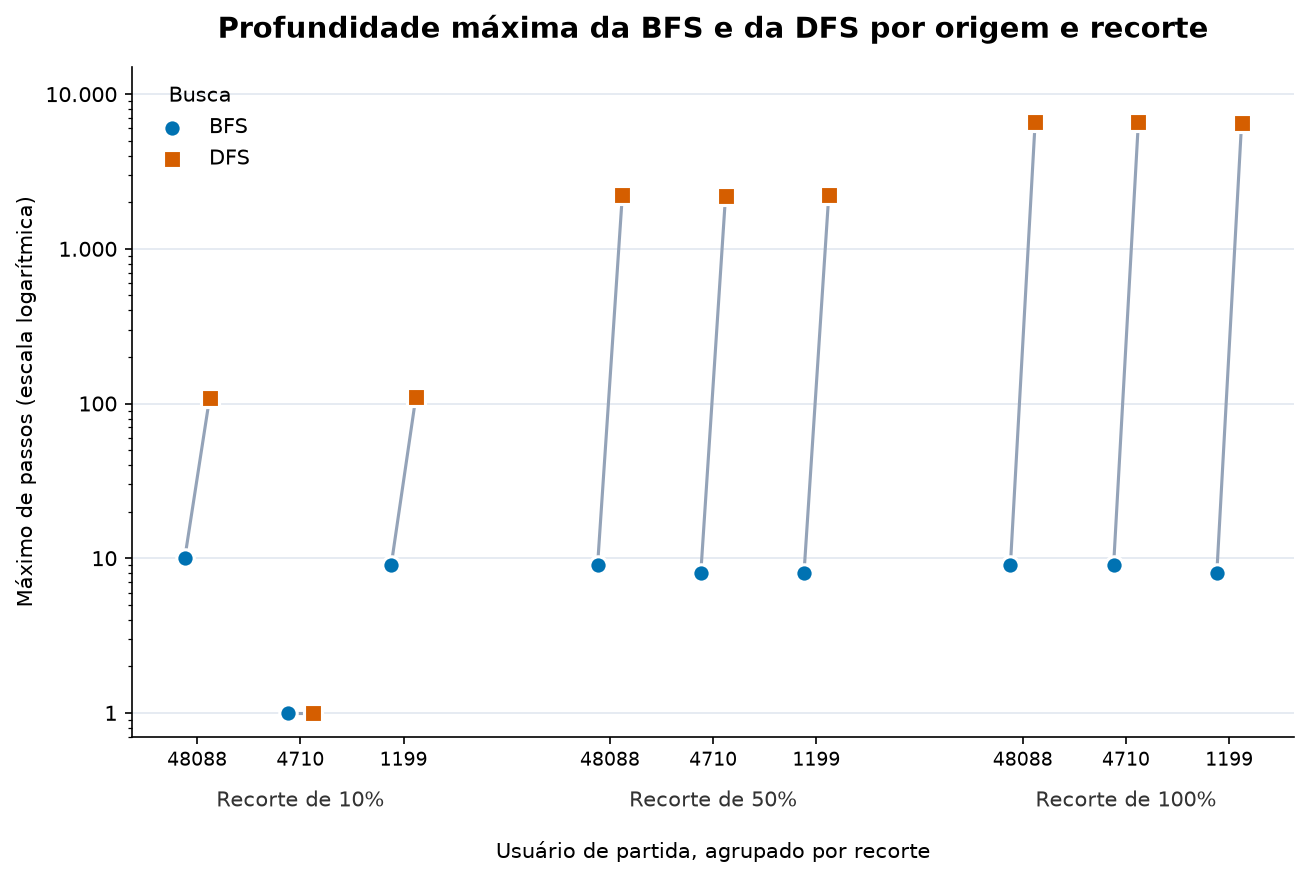 Profundidade máxima da BFS e da DFS por origem e recorte
Máximo de passos (escala logarítmica)
10.000
1.000
100
10
1
Busca
BFS
DFS
48088 4710 1199 48088 4710 1199 48088 4710 1199
Recorte de 10% Recorte de 50% Recorte de 100%
Usuário de partida, agrupado por recorte